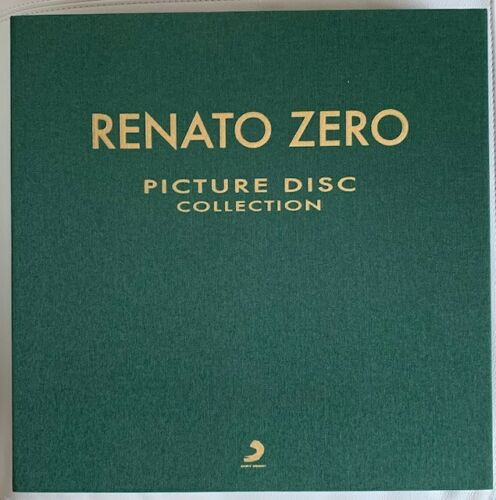 RENATO ZERO
PICTURE DISC
COLLECTION